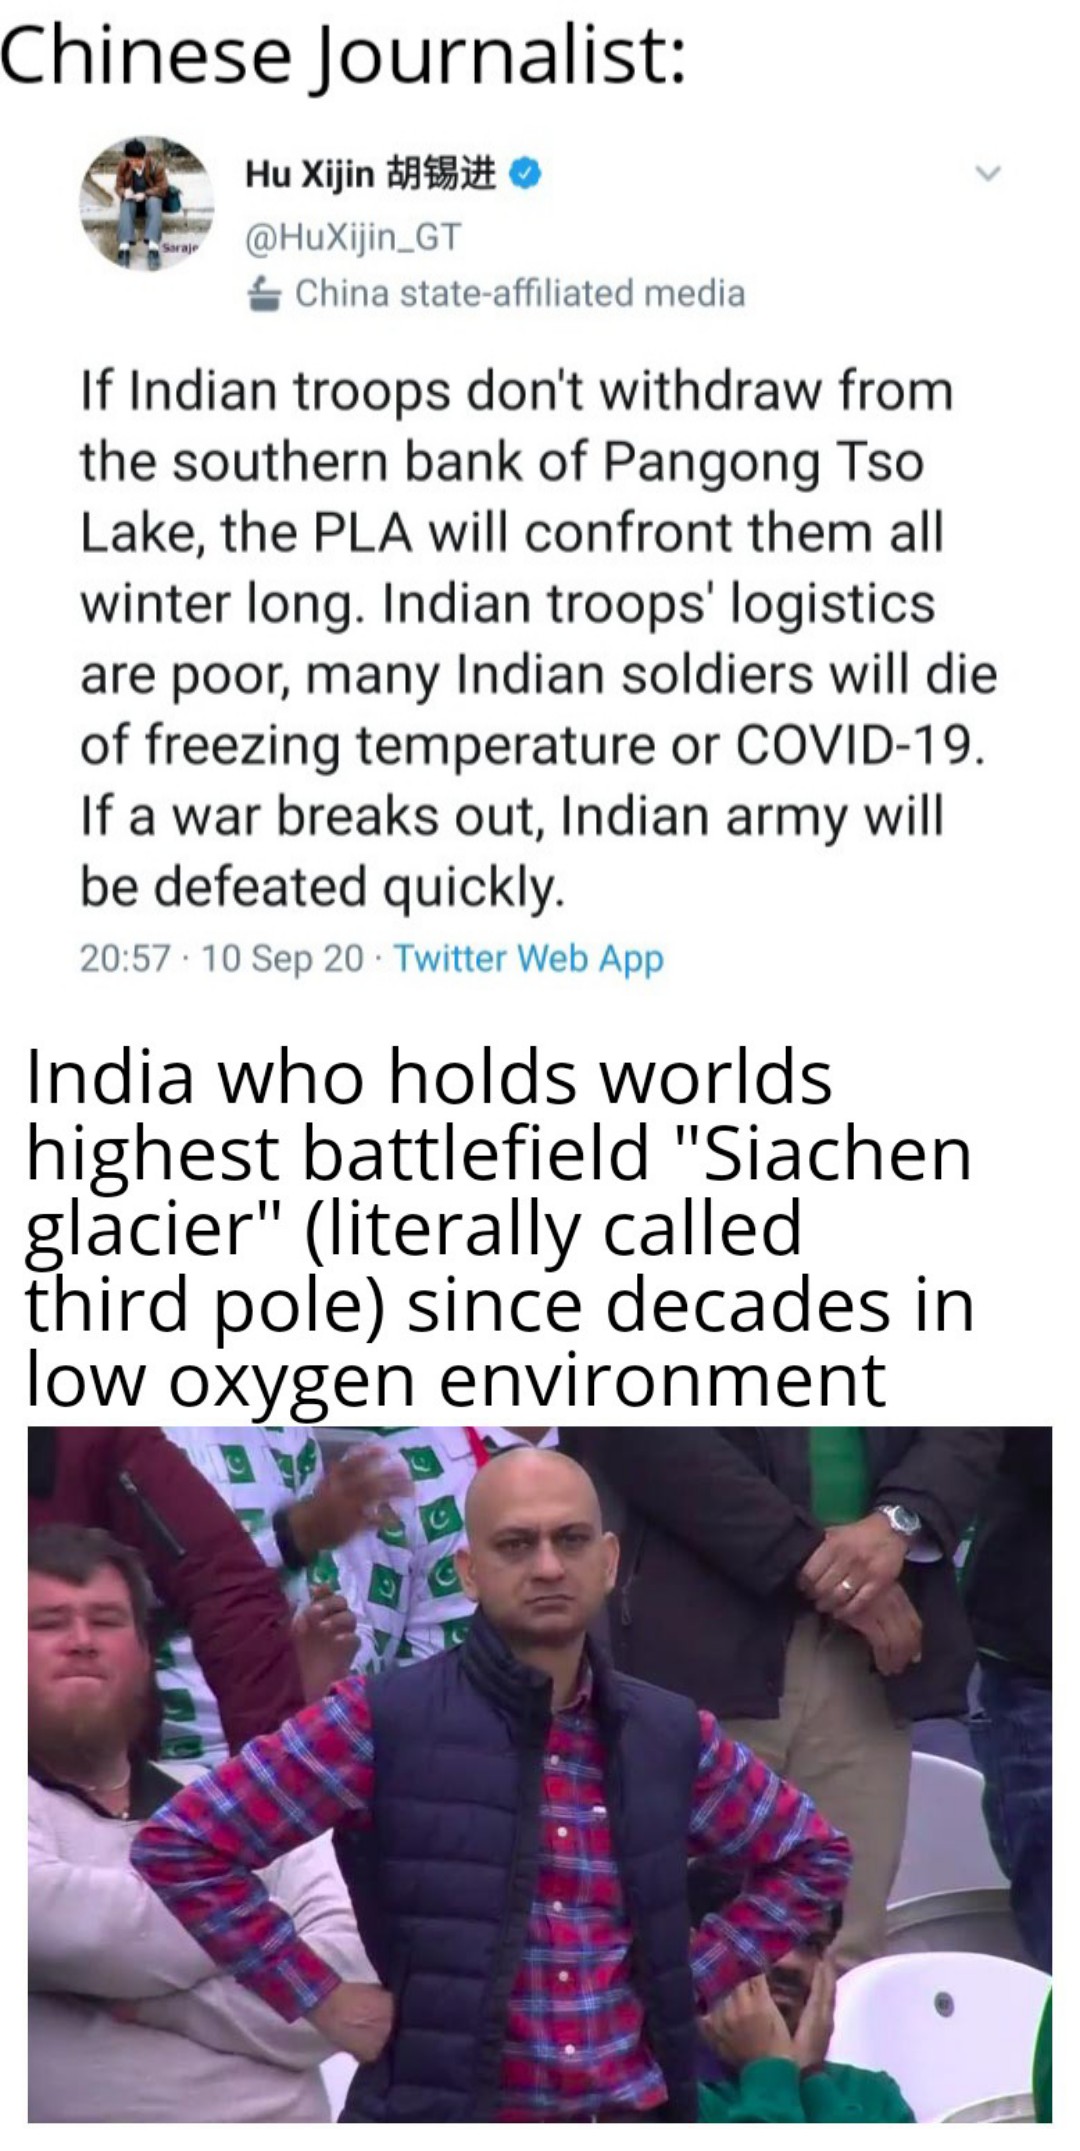 Chinese Journalist:
Hu Xijin 胡锡进
@HuXijin_GT
China state-affiliated media
If Indian troops don't withdraw from
the southern bank of Pangong Tso
Lake, the PLA will confront them all
winter long. Indian troops' logistics
are poor, many Indian soldiers will die
of freezing temperature or COVID-19.
If a war breaks out, Indian army will
be defeated quickly.
20:57 · 10 Sep 20 · Twitter Web App
India who holds worlds
highest battlefield "Siachen
glacier" (literally called
third pole) since decades in
low oxygen environment